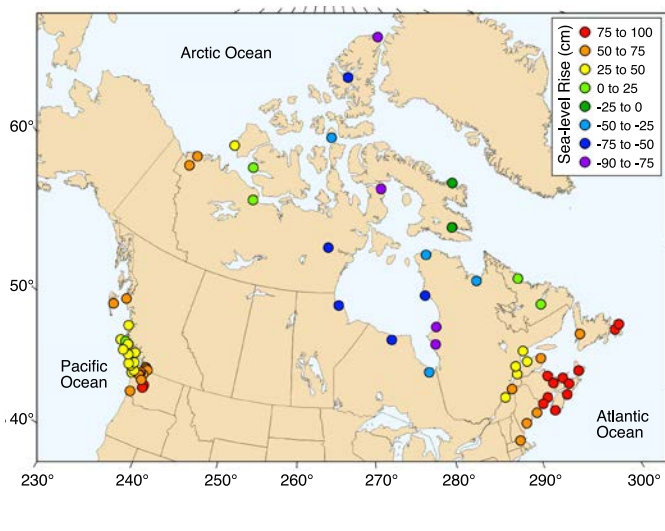 Arctic Ocean
Sea-level Rise (cm)
75 to 100
50 to 75
25 to 50
0 to 25
-25 to 0
-50 to -25
-75 to -50
-90 to -75
60°
50°
40°
Pacific
Ocean
Atlantic
Ocean
230° 240° 250° 260° 270° 280° 290° 300°